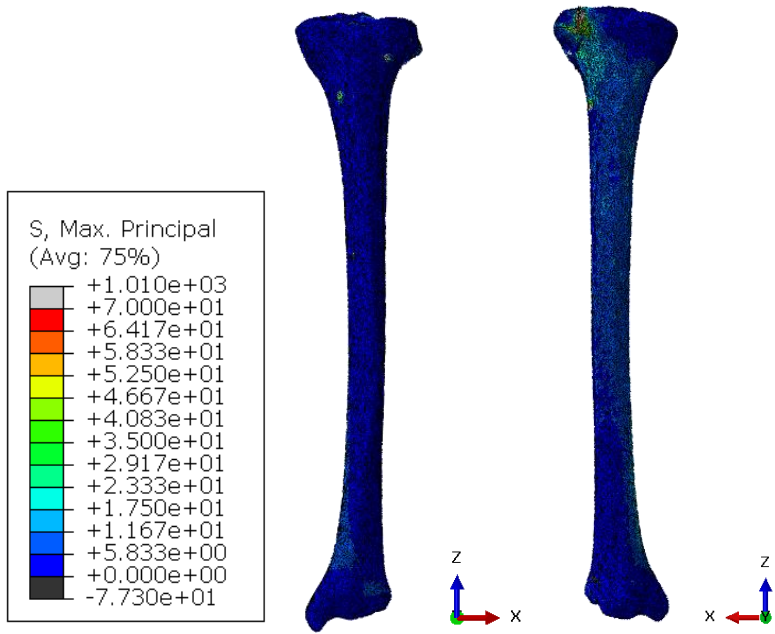 S, Max. Principal
(Avg: 75%)
+1.010e+03
+7.000e+01
+6.417e+01
+5.833e+01
+5.250e+01
+4.667e+01
+4.083e+01
+3.500e+01
+2.917e+01
+2.333e+01
+1.750e+01
+1.167e+01
+5.833e+00
+0.000e+00
-7.730e+01
Z
X
Z
X
Y